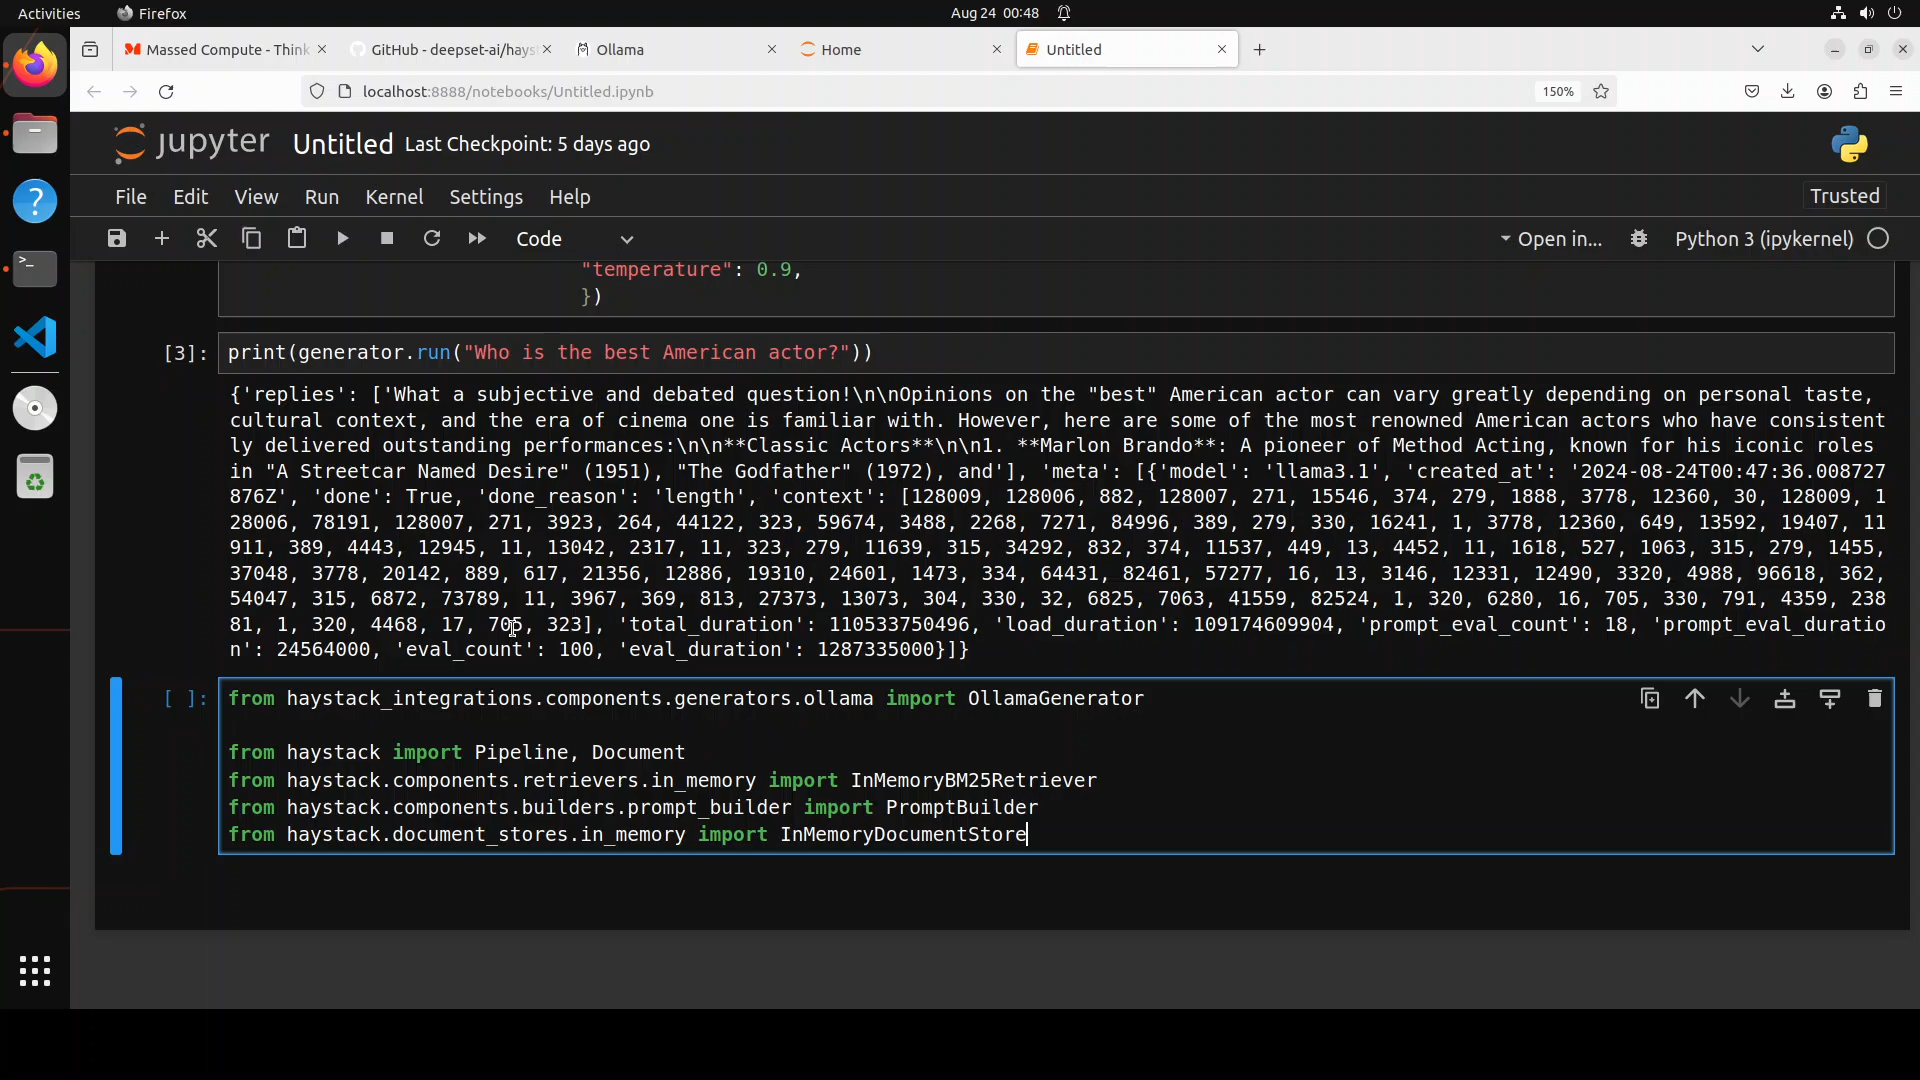 Activities Firefox Aug 24 00:48
Massed Compute - Think GitHub - deepset-ai/hays Ollama Home Untitled
localhost:8888/notebooks/Untitled.ipynb 150%
jupyter Untitled Last Checkpoint: 5 days ago
File Edit View Run Kernel Settings Help Trusted
Code Open in... Python 3 (ipykernel)
"temperature": 0.9,
})
[3]: print(generator.run("Who is the best American actor?"))
{'replies': ['What a subjective and debated question!\n\nOpinions on the "best" American actor can vary greatly depending on personal taste,
cultural context, and the era of cinema one is familiar with. However, here are some of the most renowned American actors who have consistent
ly delivered outstanding performances:\n\n**Classic Actors**\n\n1. **Marlon Brando**: A pioneer of Method Acting, known for his iconic roles
in "A Streetcar Named Desire" (1951), "The Godfather" (1972), and'], 'meta': [{'model': 'llama3.1', 'created_at': '2024-08-24T00:47:36.008727
876Z', 'done': True, 'done_reason': 'length', 'context': [128009, 128006, 882, 128007, 271, 15546, 374, 279, 1888, 3778, 12360, 30, 128009, 1
28006, 78191, 128007, 271, 3923, 264, 44122, 323, 59674, 3488, 2268, 7271, 84996, 389, 279, 330, 16241, 1, 3778, 12360, 649, 13592, 19407, 11
911, 389, 4443, 12945, 11, 13042, 2317, 11, 323, 279, 11639, 315, 34292, 832, 374, 11537, 449, 13, 4452, 11, 1618, 527, 1063, 315, 279, 1455,
37048, 3778, 20142, 889, 617, 21356, 12886, 19310, 24601, 1473, 334, 64431, 82461, 57277, 16, 13, 3146, 12331, 12490, 3320, 4988, 96618, 362,
54047, 315, 6872, 73789, 11, 3967, 369, 813, 27373, 13073, 304, 330, 32, 6825, 7063, 41559, 82524, 1, 320, 6280, 16, 705, 330, 791, 4359, 238
81, 1, 320, 4468, 17, 705, 323], 'total_duration': 110533750496, 'load_duration': 109174609904, 'prompt_eval_count': 18, 'prompt_eval_duratio
n': 24564000, 'eval_count': 100, 'eval_duration': 1287335000}]}
[ ]: from haystack_integrations.components.generators.ollama import OllamaGenerator
from haystack import Pipeline, Document
from haystack.components.retrievers.in_memory import InMemoryBM25Retriever
from haystack.components.builders.prompt_builder import PromptBuilder
from haystack.document_stores.in_memory import InMemoryDocumentStore